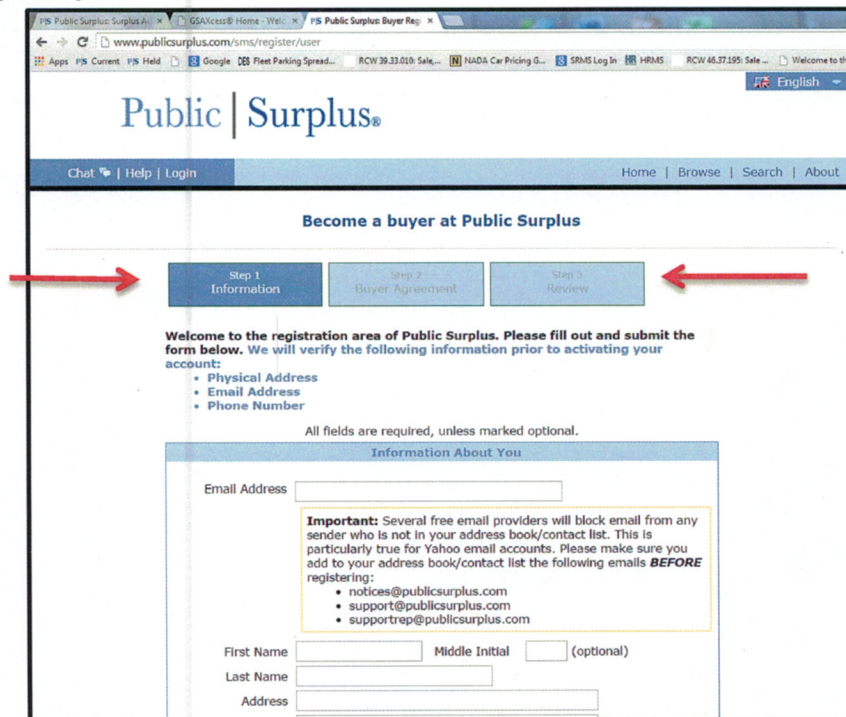 P|S Public Surplus: Surplus Au
GSAXcess® Home - Welc
P|S Public Surplus: Buyer Reg
www.publicsurplus.com/sms/register/user
Apps P|S Current P|S Held Google DES Fleet Parking Spread... RCW 39.33.010: Sale,... NADA Car Pricing G... SRMS Log In HR HRMS RCW 46.37.195: Sale ... Welcome to th
English
Public | Surplus®
Chat | Help | Login
Home | Browse | Search | About
Become a buyer at Public Surplus
Step 1
Information
Step 2
Buyer Agreement
Step 3
Review
Welcome to the registration area of Public Surplus. Please fill out and submit the
form below. We will verify the following information prior to activating your
account:
• Physical Address
• Email Address
• Phone Number
All fields are required, unless marked optional.
Information About You
Email Address
Important: Several free email providers will block email from any
sender who is not in your address book/contact list. This is
particularly true for Yahoo email accounts. Please make sure you
add to your address book/contact list the following emails BEFORE
registering:
• notices@publicsurplus.com
• support@publicsurplus.com
• supportrep@publicsurplus.com
First Name Middle Initial (optional)
Last Name
Address